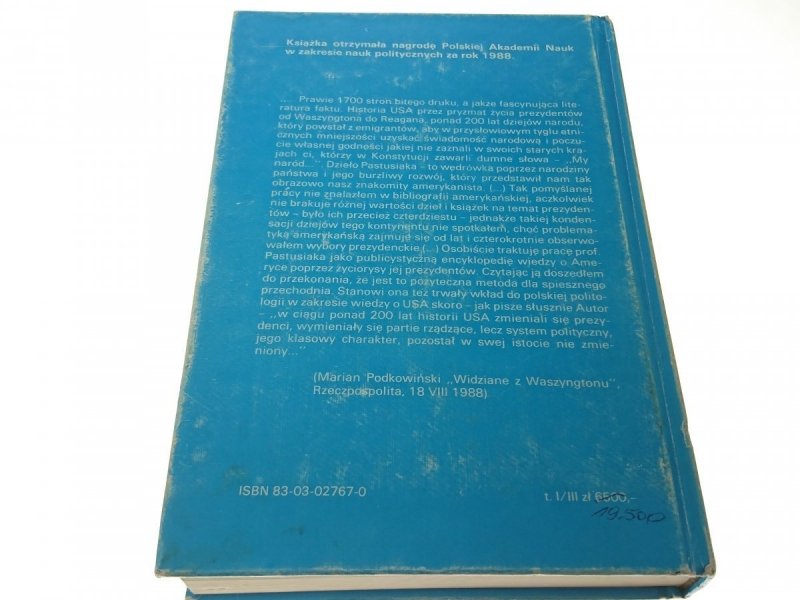 Książka otrzymała nagrodę Polskiej Akademii Nauk
w zakresie nauk politycznych za rok 1988.
„... Prawie 1700 stron bitego druku, a jakże fascynująca lite-
ratura faktu. Historia USA przez pryzmat życia prezydentów
od Waszyngtona do Reagana, ponad 200 lat dziejów narodu,
który powstał z emigrantów, aby w przysłowiowym tyglu etni-
cznych mniejszości uzyskać świadomość narodową i poczu-
cie własnej godności jakiej nie zaznali w swoich starych kra-
jach ci, którzy w Konstytucji zawarli dumne słowa – „My
naród...”. Dzieło Pastusiaka – to wędrówka poprzez narodziny
państwa i jego burzliwy rozwój, który przedstawił nam tak
obrazowo nasz znakomity amerykanista. (...) Tak pomyślanej
pracy nie znalazłem w bibliografii amerykańskiej, aczkolwiek
nie brakuje różnej wartości dzieł i książek na temat prezyden-
tów – było ich przecież czterdziestu – jednakże takiej konden-
sacji dziejów tego kontynentu nie spotkałem, choć problema-
tyką amerykańską zajmuję się od lat i czterokrotnie obserwo-
wałem wybory prezydenckie.(...) Osobiście traktuję pracę prof.
Pastusiaka jako publicystyczną encyklopedię wiedzy o Ame-
ryce poprzez życiorysy jej prezydentów. Czytając ją doszedłem
do przekonania, że jest to pożyteczna metoda dla spiesznego
przechodnia. Stanowi ona też trwały wkład do polskiej polito-
logii w zakresie wiedzy o USA skoro – jak pisze słusznie Autor
– „w ciągu ponad 200 lat historii USA zmieniali się prezy-
denci, wymieniały się partie rządzące, lecz system polityczny,
jego klasowy charakter, pozostał w swej istocie nie zmie-
niony...”
(Marian Podkowiński „Widziane z Waszyngtonu”,
Rzeczpospolita, 18 VIII 1988)
ISBN 83-03-02767-0
t. I/III zł 6500,–
19.500